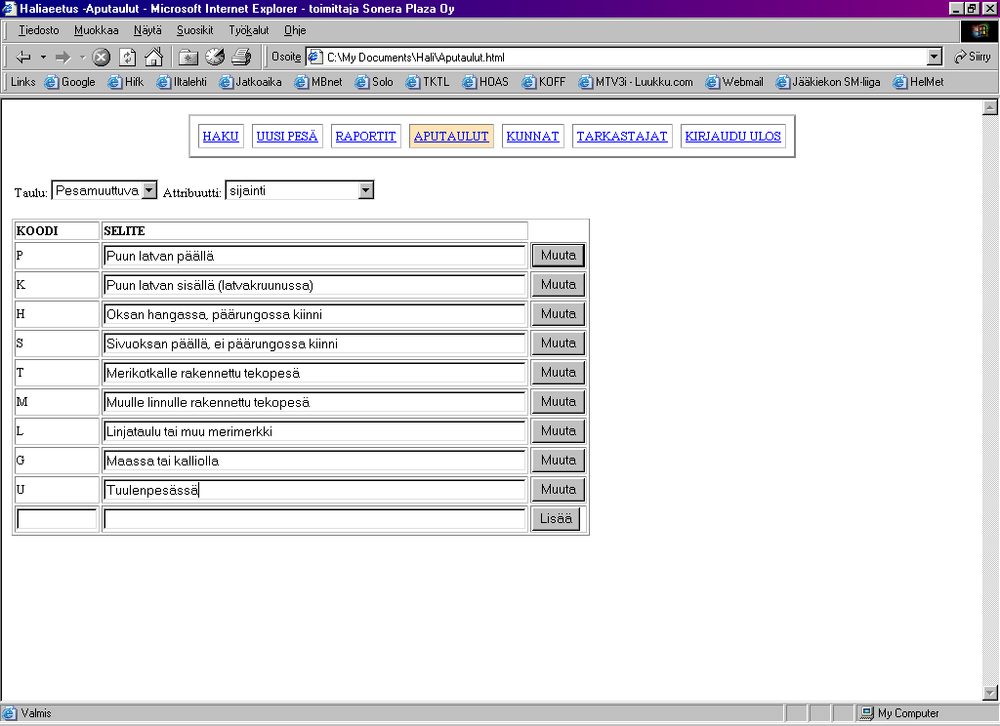 Haliaeetus -Aputaulut - Microsoft Internet Explorer - toimittaja Sonera Plaza Oy
Tiedosto Muokkaa Näytä Suosikit Työkalut Ohje
Osoite C:\My Documents\Hali\Aputaulut.html Siirry
Links Google Hifk Iltalehti Jatkoaika MBnet Solo TKTL HOAS KOFF MTV3i - Luukku.com Webmail Jääkiekon SM-liiga HelMet
HAKU UUSI PESÄ RAPORTIT APUTAULUT KUNNAT TARKASTAJAT KIRJAUDU ULOS
Taulu: Pesamuuttuva Attribuutti: sijainti
KOODI SELITE
P Puun latvan päällä Muuta
K Puun latvan sisällä (latvakruunussa) Muuta
H Oksan hangassa, päärungossa kiinni Muuta
S Sivuoksan päällä, ei päärungossa kiinni Muuta
T Merikotkalle rakennettu tekopesä Muuta
M Muulle linnulle rakennettu tekopesä Muuta
L Linjataulu tai muu merimerkki Muuta
G Maassa tai kalliolla Muuta
U Tuulenpesässä Muuta
Lisää
Valmis My Computer